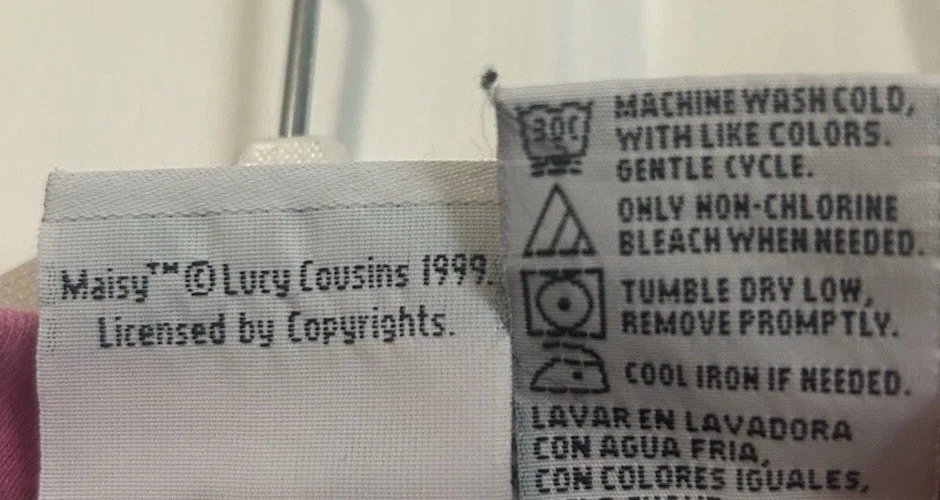 Maisy™ © Lucy Cousins 1999.
Licensed by Copyrights.
30C
MACHINE WASH COLD,
WITH LIKE COLORS.
GENTLE CYCLE.
ONLY NON-CHLORINE
BLEACH WHEN NEEDED.
TUMBLE DRY LOW,
REMOVE PROMPTLY.
COOL IRON IF NEEDED.
LAVAR EN LAVADORA
CON AGUA FRIA,
CON COLORES IGUALES,